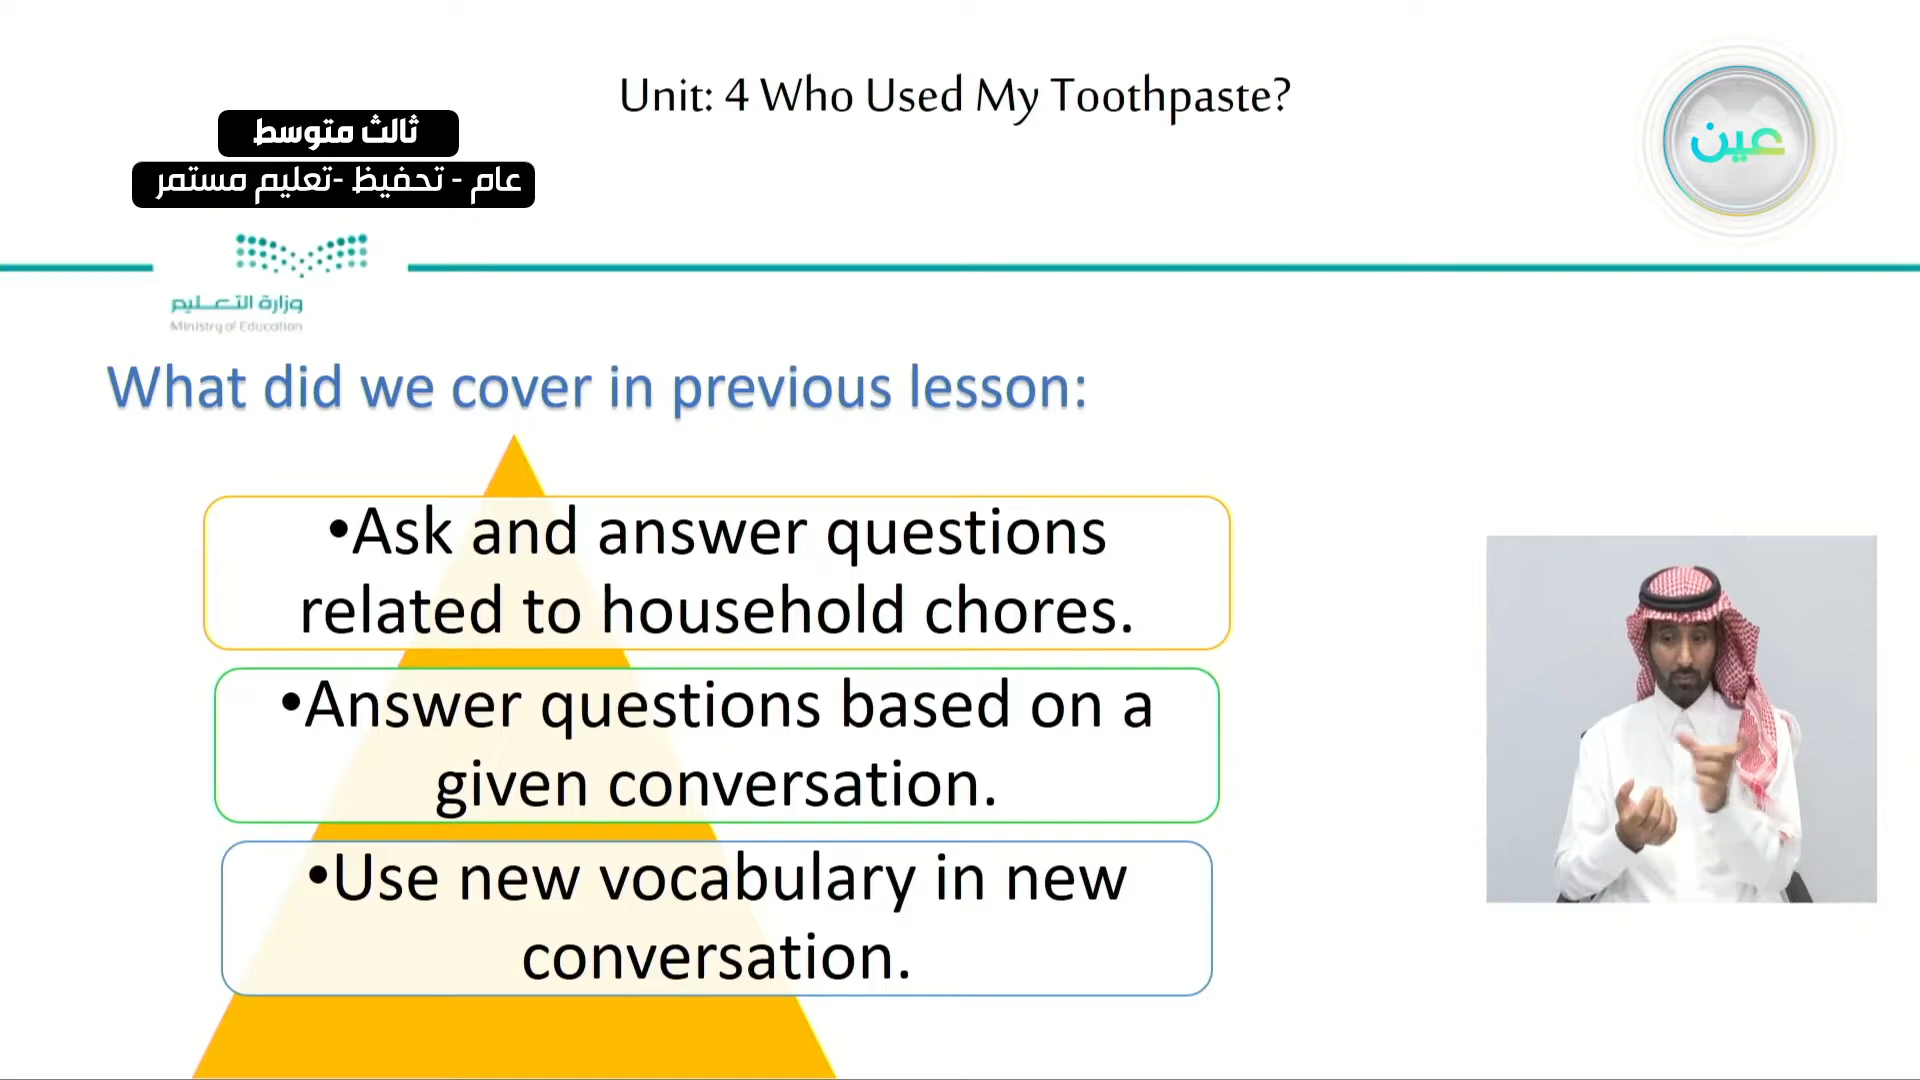 Unit: 4 Who Used My Toothpaste?
ثالث متوسط
عام - تحفيظ -تعليم مستمر
عين
وزارة التعليم
Ministry of Education
What did we cover in previous lesson:
•Ask and answer questions
related to household chores.
•Answer questions based on a
given conversation.
•Use new vocabulary in new
conversation.